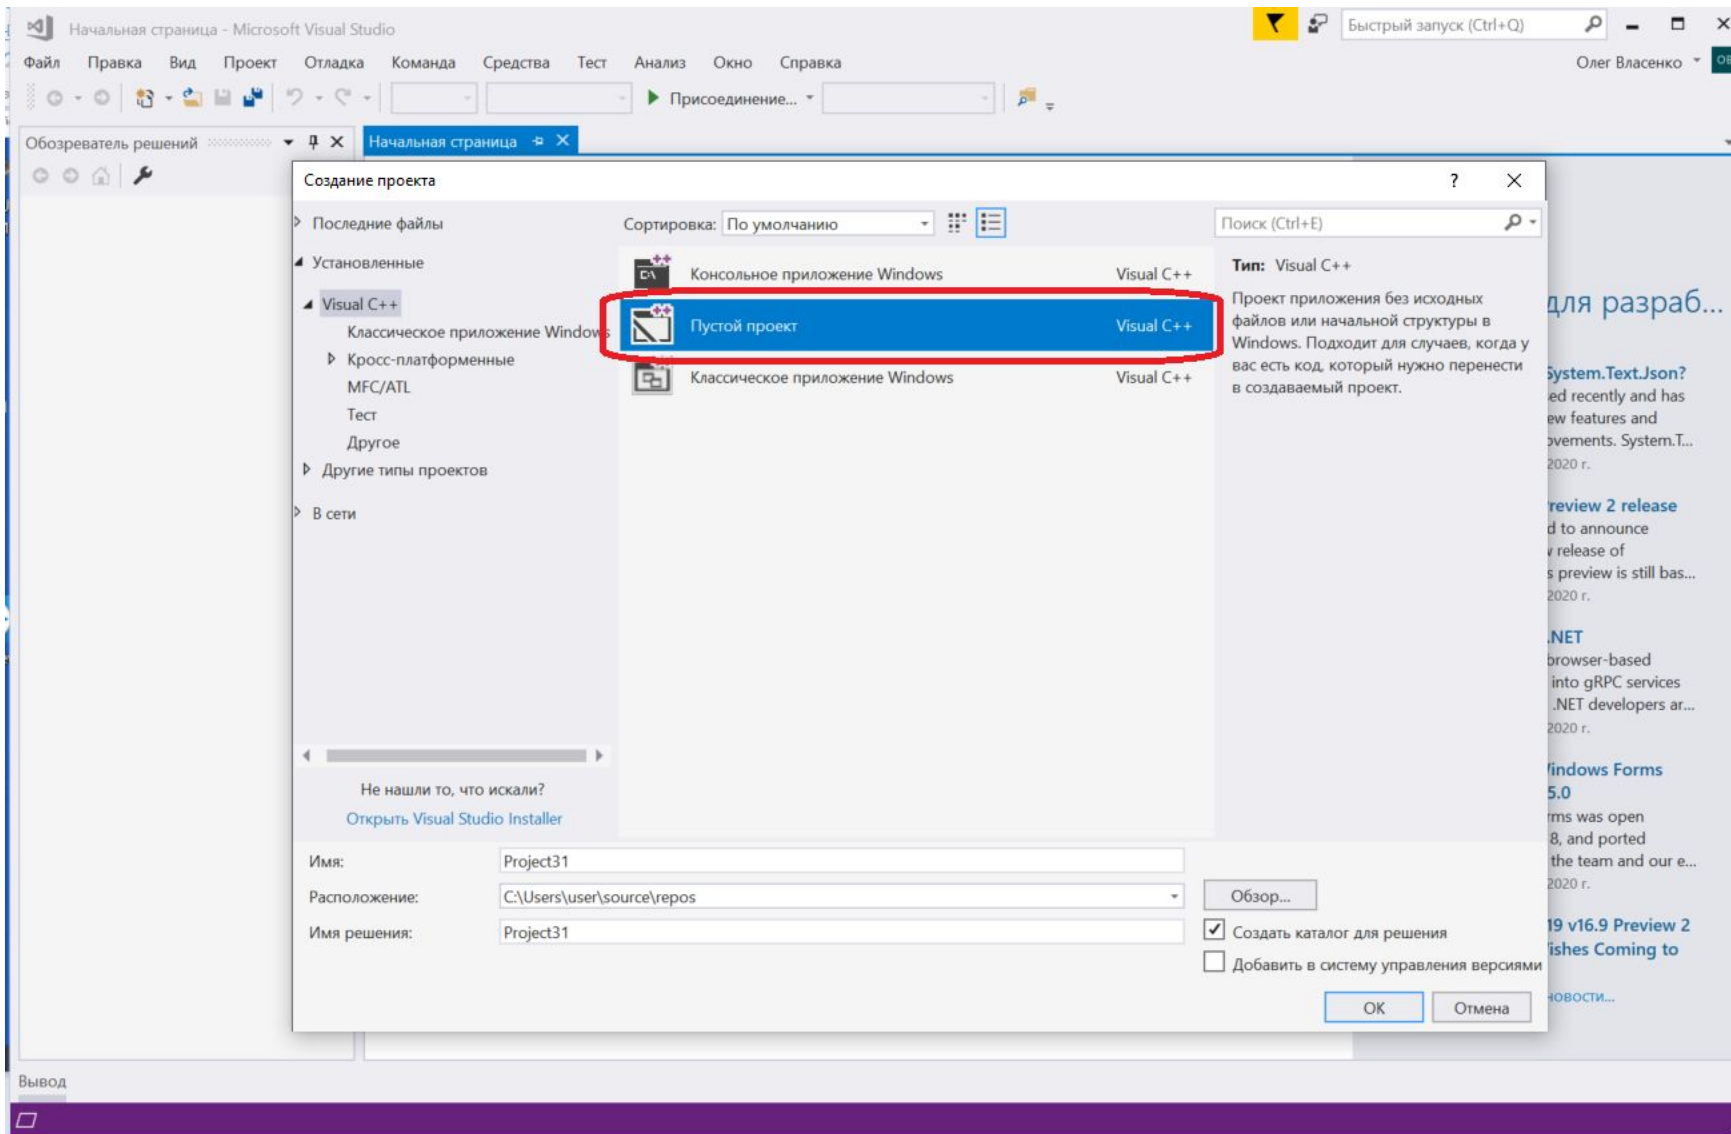 Начальная страница - Microsoft Visual Studio
Быстрый запуск (Ctrl+Q)
Файл Правка Вид Проект Отладка Команда Средства Тест Анализ Окно Справка
Олег Власенко
Присоединение...
Обозреватель решений
Начальная страница
Создание проекта
?
Последние файлы
Установленные
Visual C++
Классическое приложение Windows
Кросс-платформенные
MFC/ATL
Тест
Другое
Другие типы проектов
В сети
Не нашли то, что искали?
Открыть Visual Studio Installer
Сортировка: По умолчанию
Консольное приложение Windows Visual C++
Пустой проект Visual C++
Классическое приложение Windows Visual C++
Поиск (Ctrl+E)
Тип: Visual C++
Проект приложения без исходных
файлов или начальной структуры в
Windows. Подходит для случаев, когда у
вас есть код, который нужно перенести
в создаваемый проект.
Имя: Project31
Расположение: C:\Users\user\source\repos
Обзор...
Имя решения: Project31
Создать каталог для решения
Добавить в систему управления версиями
OK Отмена
для разраб...
System.Text.Json?
ed recently and has
ew features and
ovements. System.T...
2020 г.
review 2 release
d to announce
release of
s preview is still bas...
2020 г.
.NET
browser-based
into gRPC services
.NET developers ar...
2020 г.
Windows Forms
5.0
rms was open
8, and ported
the team and our e...
2020 г.
19 v16.9 Preview 2
ishes Coming to
новости...
Вывод